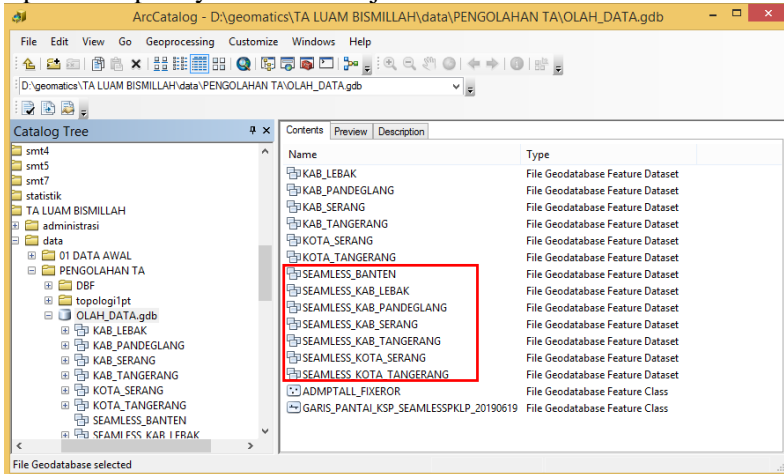 ArcCatalog - D:\geomatics\TA LUAM BISMILLAH\data\PENGOLAHAN TA\OLAH_DATA.gdb
File Edit View Go Geoprocessing Customize Windows Help
D:\geomatics\TA LUAM BISMILLAH\data\PENGOLAHAN TA\OLAH_DATA.gdb
Catalog Tree
smt4
smt5
smt7
statistik
TA LUAM BISMILLAH
administrasi
data
01 DATA AWAL
PENGOLAHAN TA
DBF
topologi1pt
OLAH_DATA.gdb
KAB_LEBAK
KAB_PANDEGLANG
KAB_SERANG
KAB_TANGERANG
KOTA_SERANG
KOTA_TANGERANG
SEAMLESS_BANTEN
SEAMLESS_KAB_LEBAK
Contents Preview Description
Name Type
KAB_LEBAK File Geodatabase Feature Dataset
KAB_PANDEGLANG File Geodatabase Feature Dataset
KAB_SERANG File Geodatabase Feature Dataset
KAB_TANGERANG File Geodatabase Feature Dataset
KOTA_SERANG File Geodatabase Feature Dataset
KOTA_TANGERANG File Geodatabase Feature Dataset
SEAMLESS_BANTEN File Geodatabase Feature Dataset
SEAMLESS_KAB_LEBAK File Geodatabase Feature Dataset
SEAMLESS_KAB_PANDEGLANG File Geodatabase Feature Dataset
SEAMLESS_KAB_SERANG File Geodatabase Feature Dataset
SEAMLESS_KAB_TANGERANG File Geodatabase Feature Dataset
SEAMLESS_KOTA_SERANG File Geodatabase Feature Dataset
SEAMLESS_KOTA_TANGERANG File Geodatabase Feature Dataset
ADMPTALL_FIXEROR File Geodatabase Feature Class
GARIS_PANTAI_KSP_SEAMLESSPKLP_20190619 File Geodatabase Feature Class
File Geodatabase selected